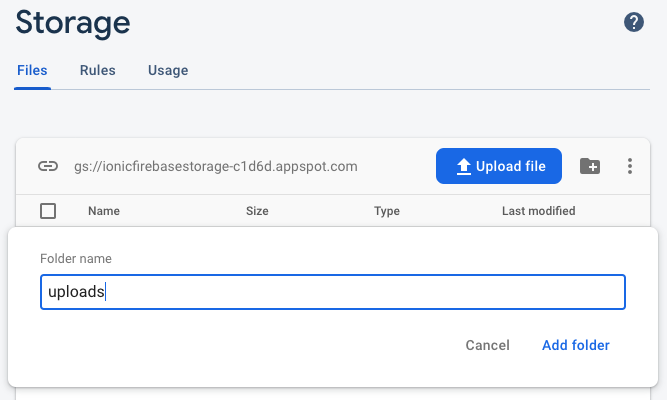 Storage
Files Rules Usage
gs://ionicfirebasestorage-c1d6d.appspot.com Upload file
Name Size Type Last modified
Folder name
uploads
Cancel Add folder